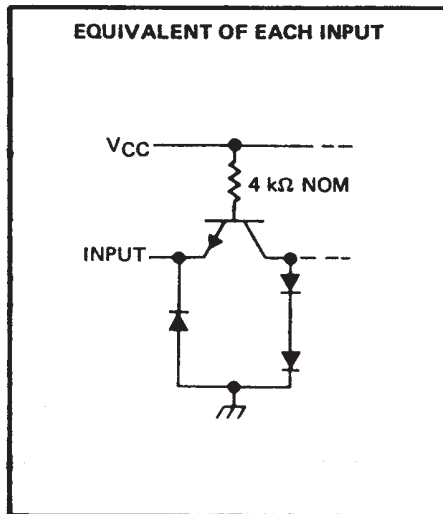 EQUIVALENT OF EACH INPUT
VCC
4 kΩ NOM
INPUT